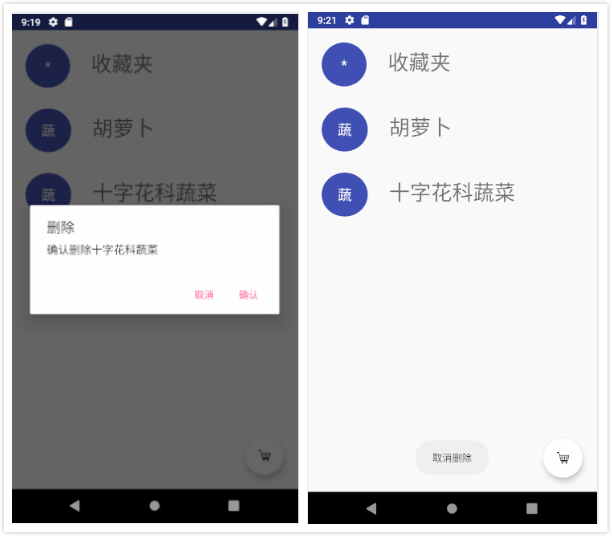 9:19
* 收藏夹
蔬 胡萝卜
蔬 十字花科蔬菜
删除
确认删除十字花科蔬菜
取消 确认
9:21
* 收藏夹
蔬 胡萝卜
蔬 十字花科蔬菜
取消删除